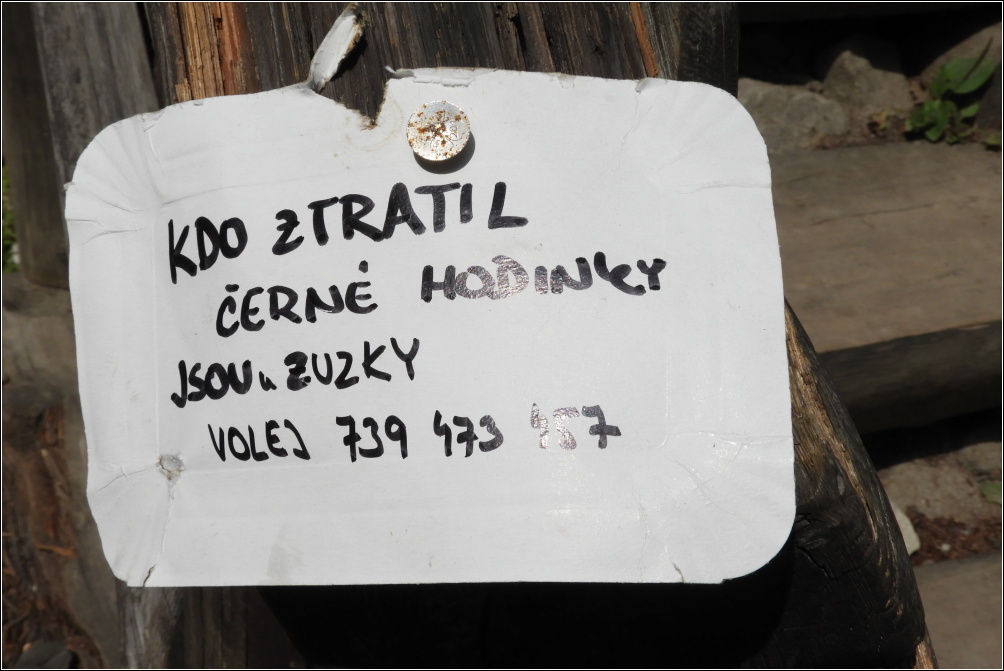 KDO ZTRATIL
ČERNÉ HODINKY
JSOU u ZUZKY
VOLEJ 739 473 457